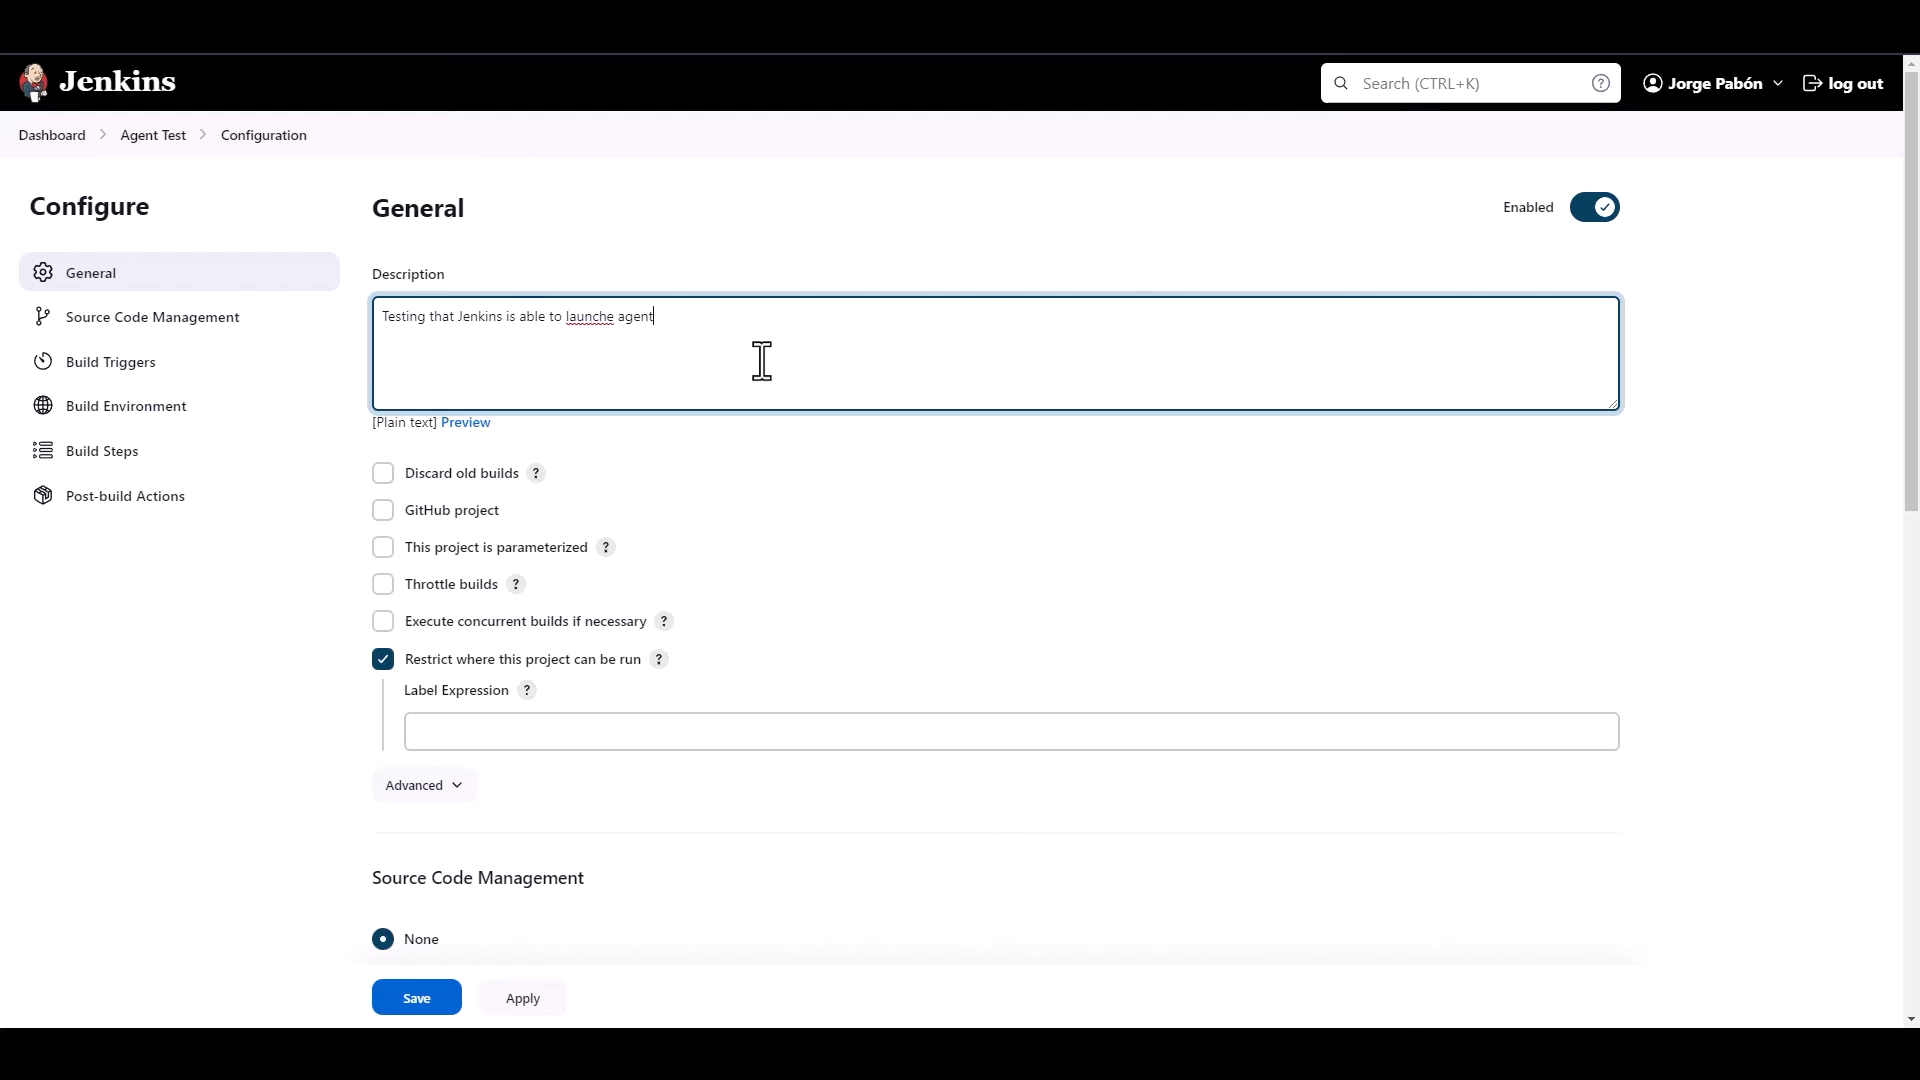 Jenkins
Search (CTRL+K)
?
Jorge Pabón
log out
Dashboard
Agent Test
Configuration
Configure
General
Source Code Management
Build Triggers
Build Environment
Build Steps
Post-build Actions
General
Enabled
Description
Testing that Jenkins is able to launche agent
[Plain text] Preview
Discard old builds ?
GitHub project
This project is parameterized ?
Throttle builds ?
Execute concurrent builds if necessary ?
Restrict where this project can be run ?
Label Expression ?
Advanced
Source Code Management
None
Save
Apply